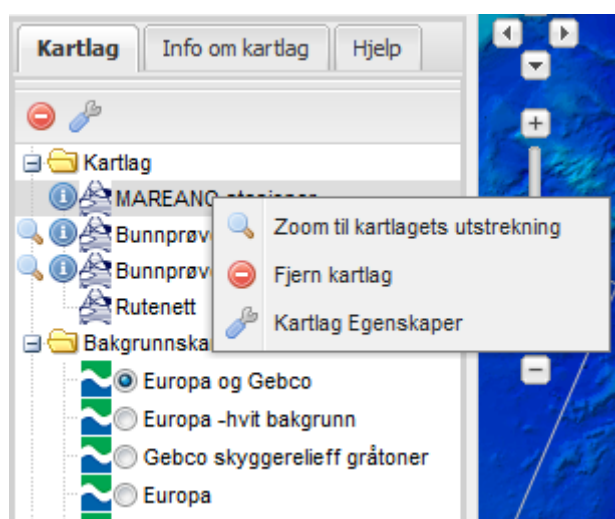 Kartlag Info om kartlag Hjelp
Kartlag
MAREANO
Zoom til kartlagets utstrekning
Fjern kartlag
Kartlag Egenskaper
Rutenett
Europa og Gebco
Europa -hvit bakgrunn
Gebco skyggerelieff gråtoner
Europa